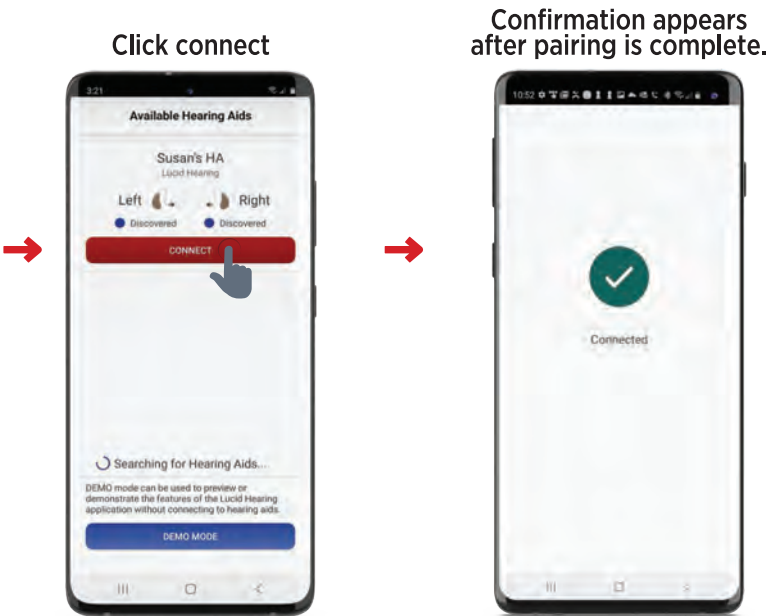 Click connect
3:21
Available Hearing Aids
Susan's HA
Lucid Hearing
Left
Right
Discovered
Discovered
CONNECT
Searching for Hearing Aids....
DEMO mode can be used to preview or
demonstrate the features of the Lucid Hearing
application without connecting to hearing aids.
DEMO MODE
Confirmation appears
after pairing is complete.
10:52
Connected